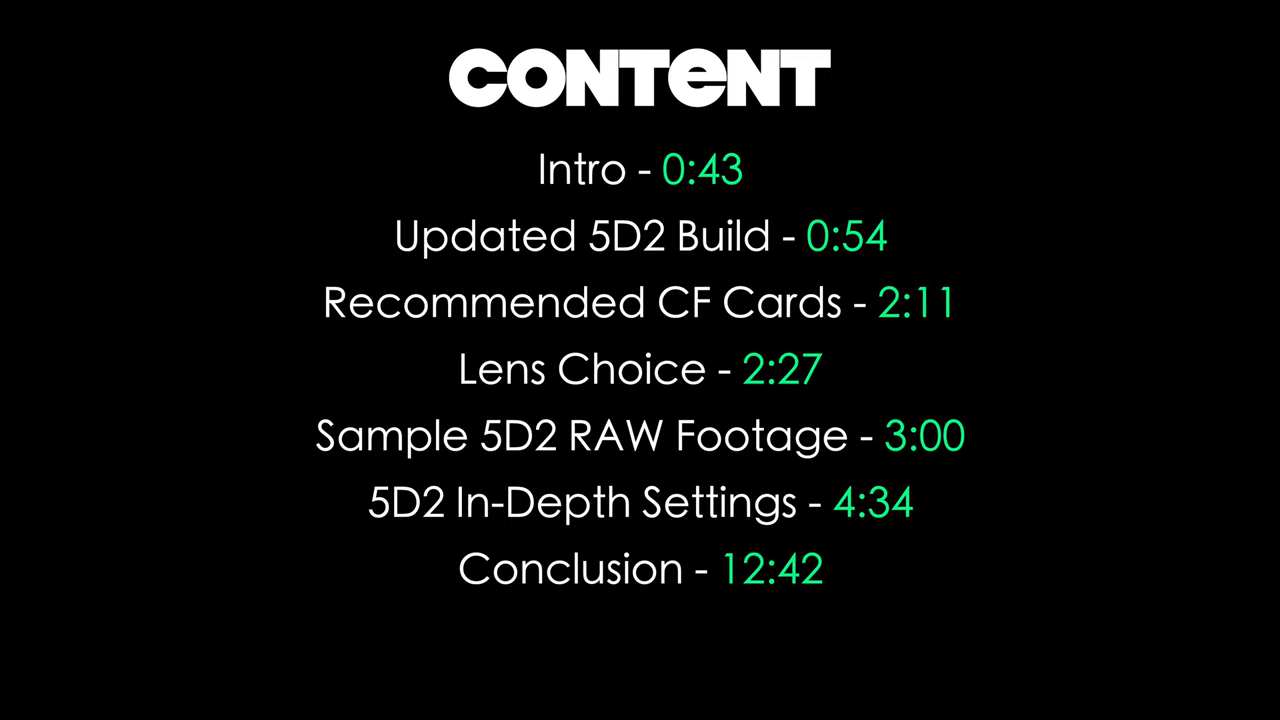 CONTENT
Intro - 0:43
Updated 5D2 Build - 0:54
Recommended CF Cards - 2:11
Lens Choice - 2:27
Sample 5D2 RAW Footage - 3:00
5D2 In-Depth Settings - 4:34
Conclusion - 12:42